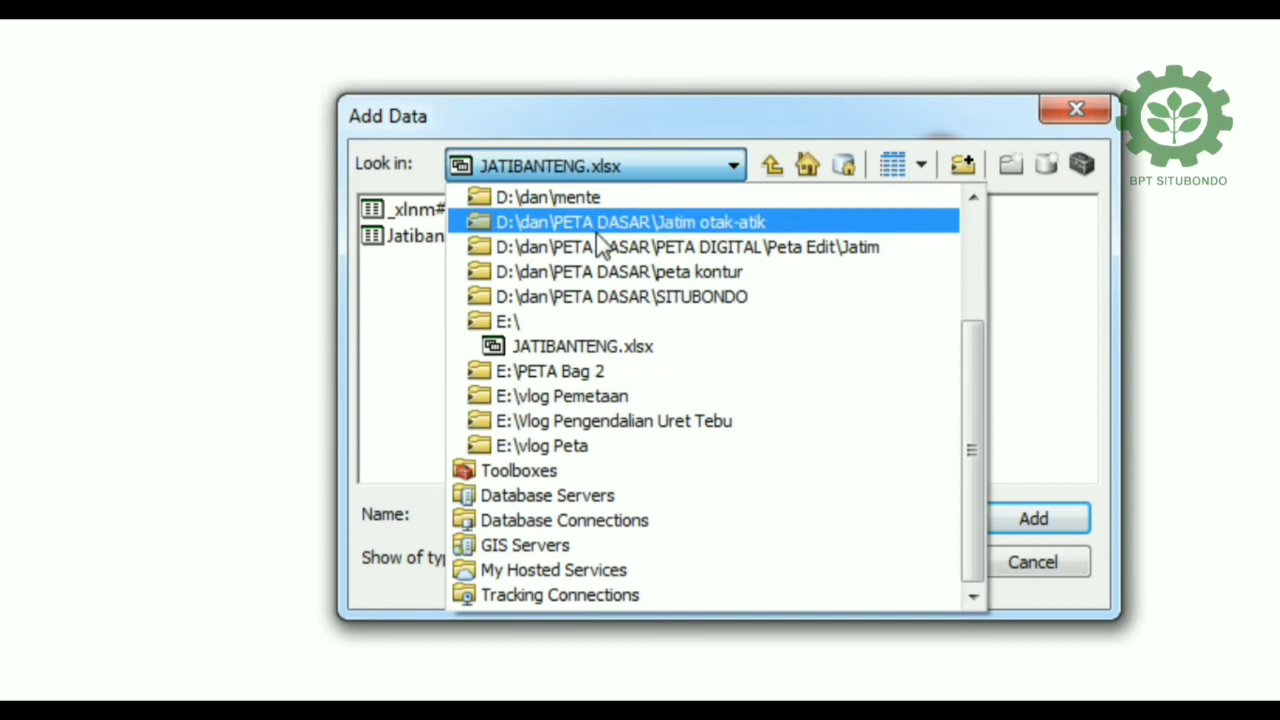 Add Data
BPT SITUBONDO
Look in:
JATIBANTENG.xlsx
_xlnm#
Jatiban
D:\dan\mente
D:\dan\PETA DASAR\Jatim otak-atik
D:\dan\PETA DASAR\PETA DIGITAL\Peta Edit\Jatim
D:\dan\PETA DASAR\peta kontur
D:\dan\PETA DASAR\SITUBONDO
E:\
JATIBANTENG.xlsx
E:\PETA Bag 2
E:\vlog Pemetaan
E:\Vlog Pengendalian Uret Tebu
E:\vlog Peta
Toolboxes
Database Servers
Database Connections
GIS Servers
My Hosted Services
Tracking Connections
Name:
Add
Show of ty
Cancel